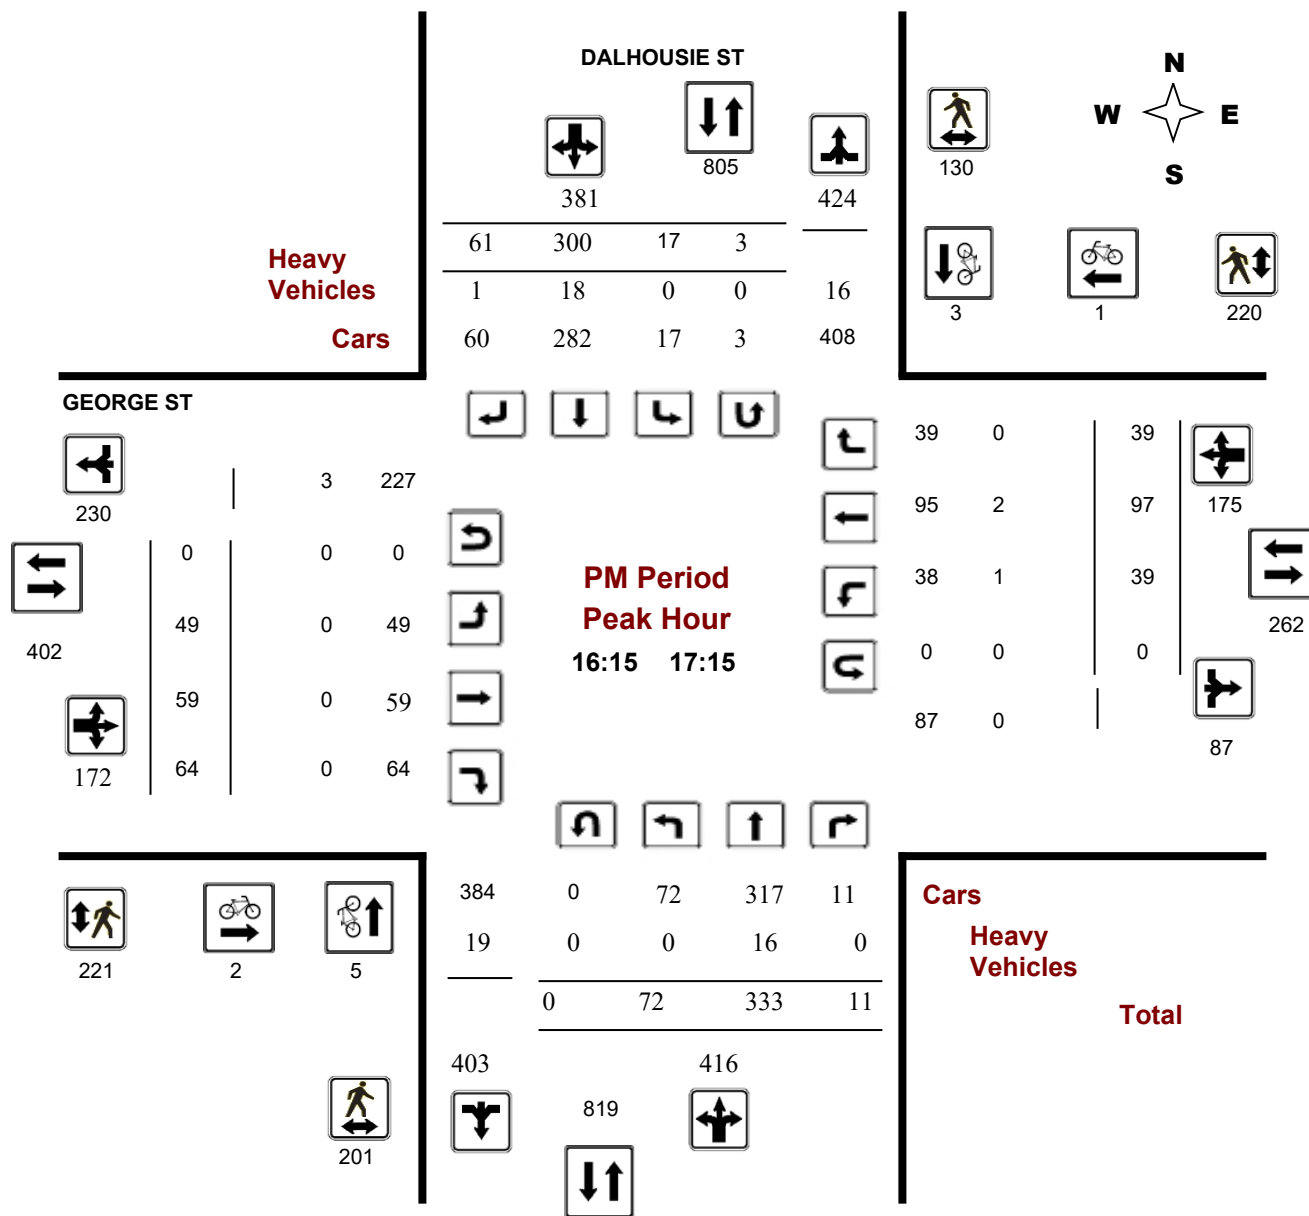 DALHOUSIE ST
N
W E
S
805
130
381 424
61 300 17 3
Heavy
Vehicles
1 18 0 0 16
Cars 60 282 17 3 408
3 1 220
GEORGE ST
39 0 39
3 227
230
95 2 97 175
0 0 0
PM Period
38 1 39
Peak Hour
49 0 49
402
262
16:15 17:15
0 0 0
59 0 59
87 0
87
172
64 0 64
384 0 72 317 11 Cars
19 0 0 16 0 Heavy
Vehicles
221 2 5
0 72 333 11
Total
403 416
819
201